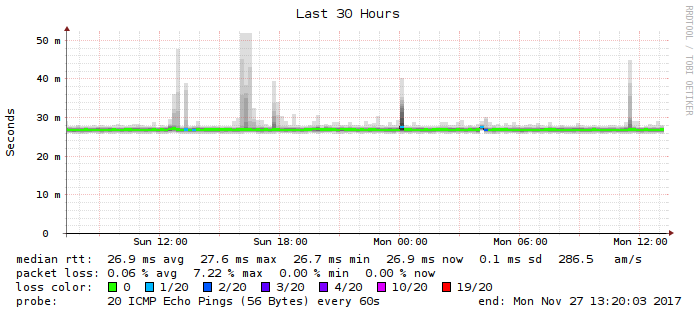 Last 30 Hours
RRDTOOL / TOBI OETIKER
Seconds
50 m
40 m
30 m
20 m
10 m
0
Sun 12:00 Sun 18:00 Mon 00:00 Mon 06:00 Mon 12:00
median rtt: 26.9 ms avg 27.6 ms max 26.7 ms min 26.9 ms now 0.1 ms sd 286.5 am/s
packet loss: 0.06 % avg 7.22 % max 0.00 % min 0.00 % now
loss color: 0 1/20 2/20 3/20 4/20 10/20 19/20
probe: 20 ICMP Echo Pings (56 Bytes) every 60s end: Mon Nov 27 13:20:03 2017